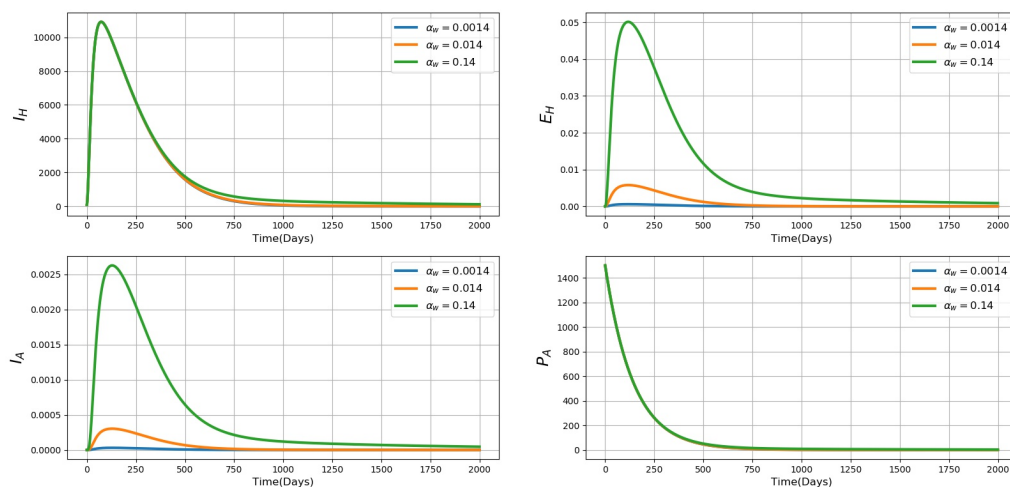 10000
8000
6000
4000
2000
0
I_H
α_w = 0.0014
α_w = 0.014
α_w = 0.14
0 250 500 750 1000 1250 1500 1750 2000
Time(Days)
0.05
0.04
0.03
0.02
0.01
0.00
E_H
α_w = 0.0014
α_w = 0.014
α_w = 0.14
0 250 500 750 1000 1250 1500 1750 2000
Time(Days)
0.0025
0.0020
0.0015
0.0010
0.0005
0.0000
I_A
α_w = 0.0014
α_w = 0.014
α_w = 0.14
0 250 500 750 1000 1250 1500 1750 2000
Time(Days)
1400
1200
1000
800
600
400
200
0
P_A
α_w = 0.0014
α_w = 0.014
α_w = 0.14
0 250 500 750 1000 1250 1500 1750 2000
Time(Days)